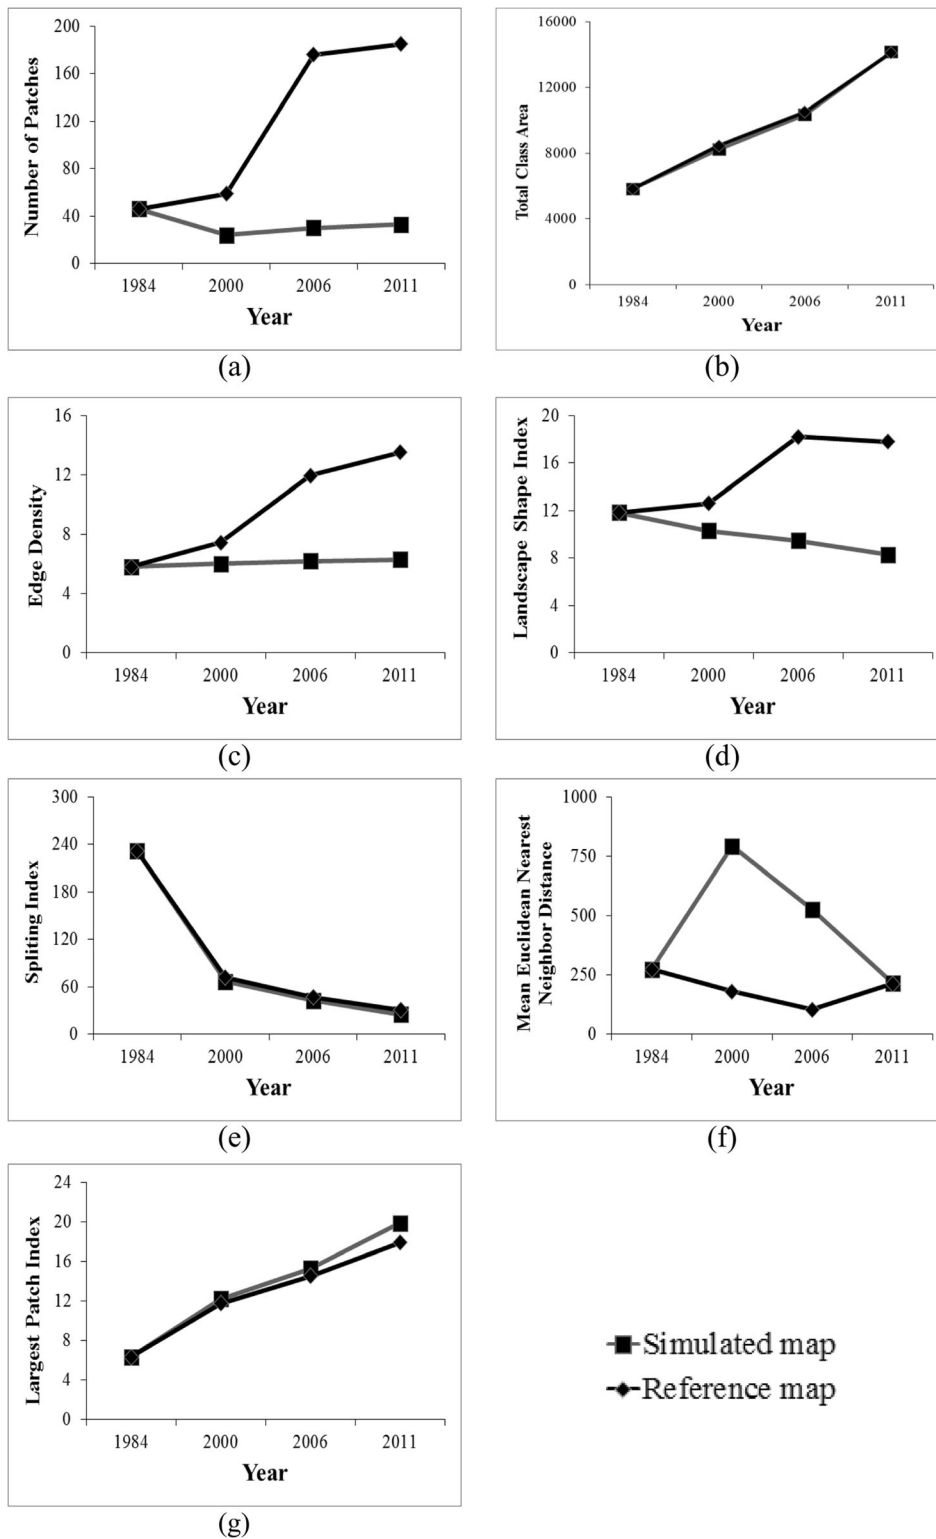 200
160
120
80
40
0
Number of Patches
1984 2000 2006 2011
Year
(a)
16000
12000
8000
4000
0
Total Class Area
1984 2000 2006 2011
Year
(b)
16
12
8
4
0
Edge Density
1984 2000 2006 2011
Year
(c)
20
16
12
8
4
0
Landscape Shape Index
1984 2000 2006 2011
Year
(d)
300
240
180
120
60
0
Spliting Index
1984 2000 2006 2011
Year
(e)
1000
750
500
250
0
Mean Euclidean Nearest
Neighbor Distance
1984 2000 2006 2011
Year
(f)
24
20
16
12
8
4
0
Largest Patch Index
1984 2000 2006 2011
Year
(g)
Simulated map
Reference map